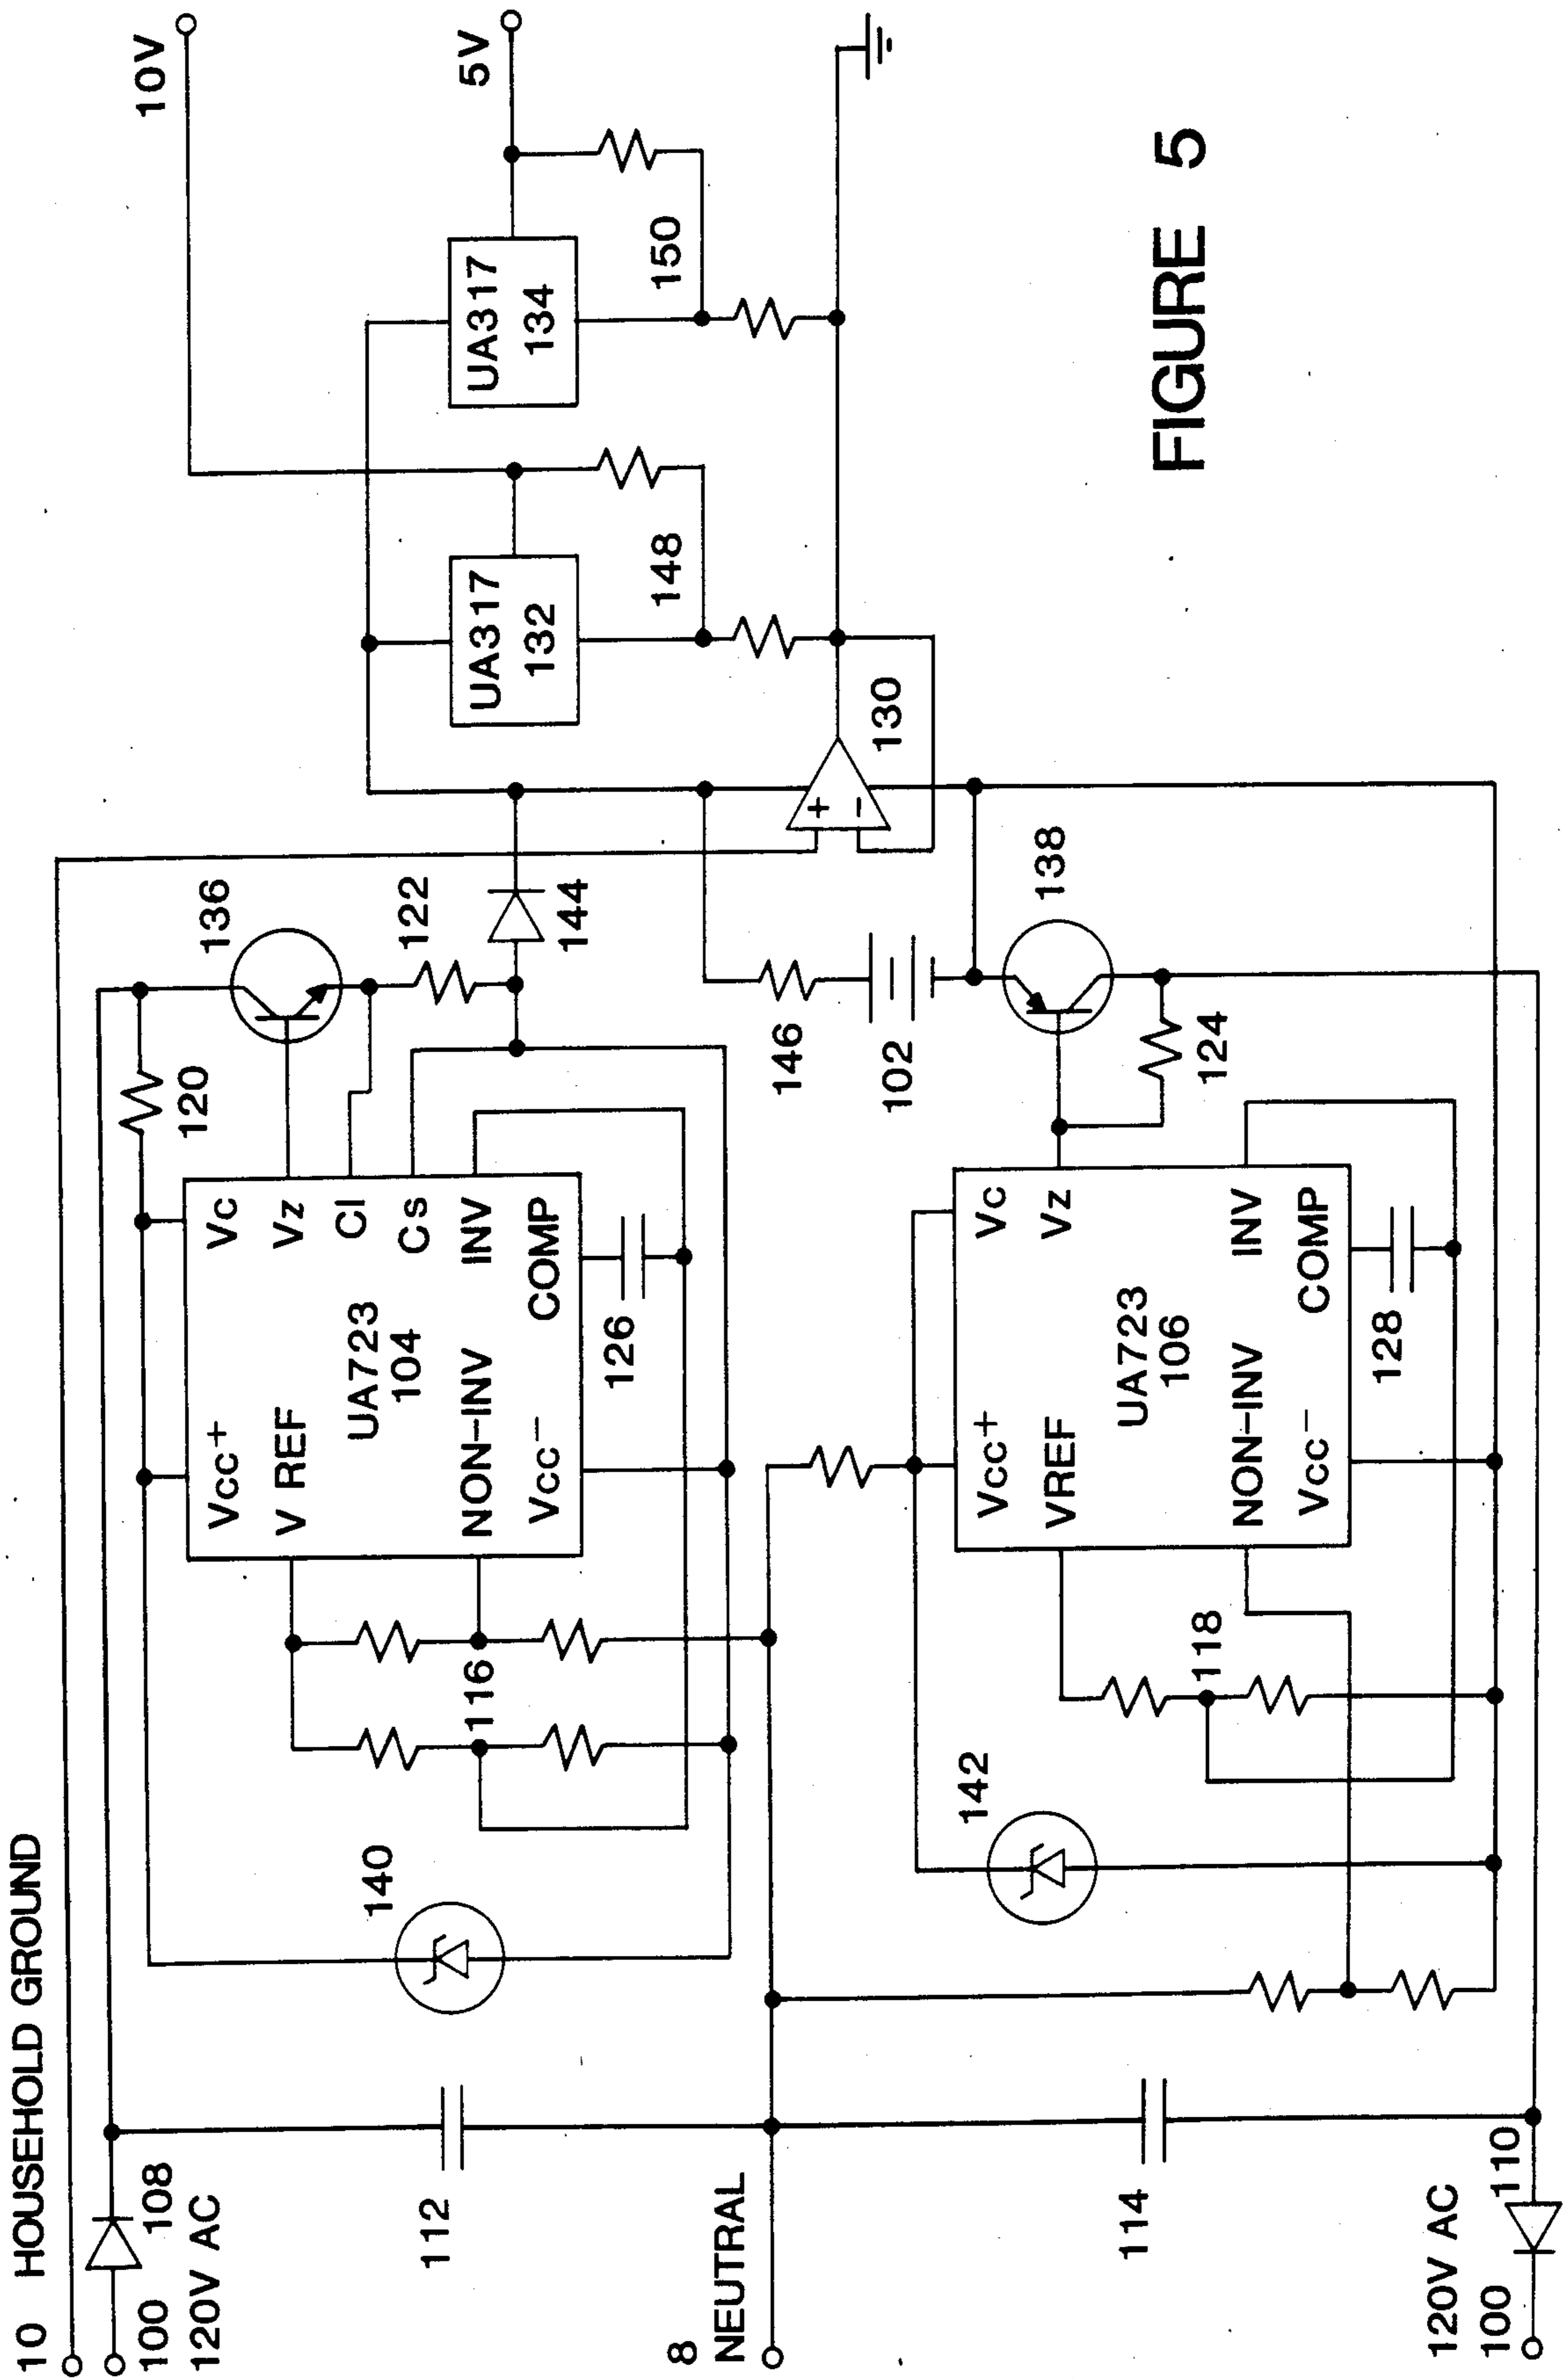 10 HOUSEHOLD GROUND
100
108
120V AC
112
8
NEUTRAL
114
120V AC
100
110
140
116
142
118
Vcc+
V REF
UA723
104
NON-INV
Vcc-
Vc
Vz
Cl
Cs
INV
COMP
126
120
136
122
144
Vcc+
VREF
UA723
106
NON-INV
Vcc-
Vc
Vz
INV
COMP
128
124
138
146
102
130
UA317
132
148
UA317
134
150
10V
5V
FIGURE 5